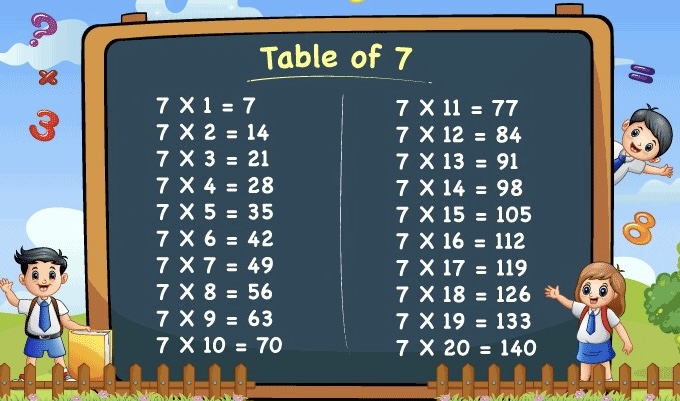 Table of 7
7 X 1 = 7
7 X 2 = 14
7 X 3 = 21
7 X 4 = 28
7 X 5 = 35
7 X 6 = 42
7 X 7 = 49
7 X 8 = 56
7 X 9 = 63
7 X 10 = 70
7 X 11 = 77
7 X 12 = 84
7 X 13 = 91
7 X 14 = 98
7 X 15 = 105
7 X 16 = 112
7 X 17 = 119
7 X 18 = 126
7 X 19 = 133
7 X 20 = 140
?
×
3
=
8